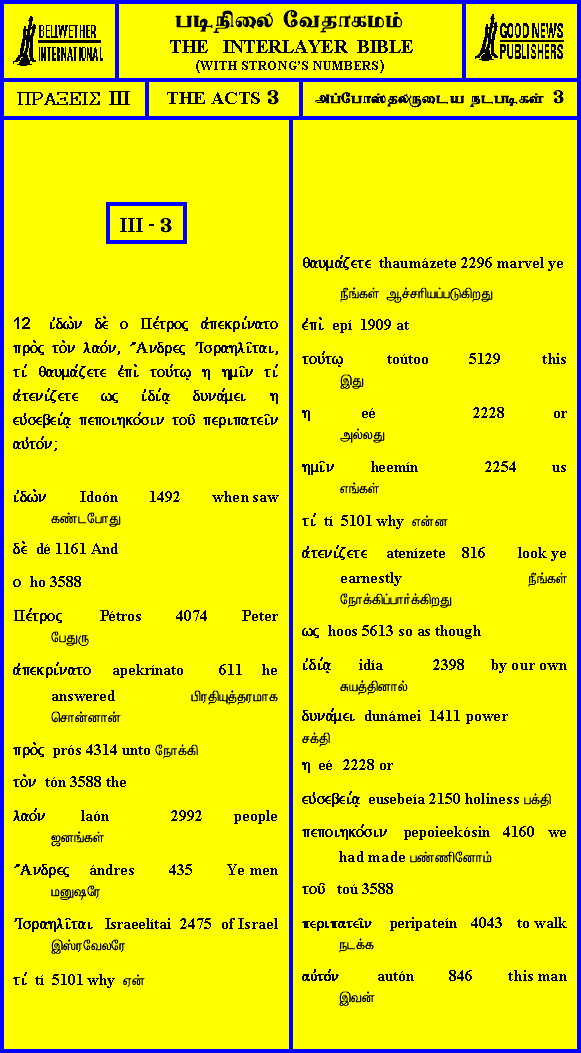 BELLWETHER
INTERNATIONAL
படிநிலை வேதாகமம்
THE INTERLAYER BIBLE
(WITH STRONG'S NUMBERS)
GOOD NEWS
PUBLISHERS
ΠΡΑΞΕΙΣ III
THE ACTS 3
அப்போஸ்தலருடைய நடபடிகள் 3
III - 3
12 ἰδὼν δὲ ο Πέτρος ἀπεκρίνατο
πρὸς τὸν λαόν, Ἄνδρες Ἰσραηλῖται,
τί θαυμάζετε ἐπὶ τούτῳ η ημῖν τί
ἀτενίζετε ως ἰδίᾳ δυνάμει η
εὐσεβείᾳ πεποιηκόσιν τοῦ περιπατεῖν
αὐτόν;
ἰδὼν Idoón 1492 when saw
கண்டபோது
δὲ dé 1161 And
ο ho 3588
Πέτρος Pétros 4074 Peter
பேதுரு
ἀπεκρίνατο apekrínato 611 he
answered பிரதியுத்தரமாக
சொன்னான்
πρὸς prós 4314 unto நோக்கி
τὸν tón 3588 the
λαόν laón 2992 people
ஜனங்கள்
Ἄνδρες ándres 435 Ye men
மனுஷரே
Ἰσραηλῖται Israeelítai 2475 of Israel
இஸ்ரவேலரே
τί tí 5101 why ஏன்
θαυμάζετε thaumázete 2296 marvel ye
நீங்கள் ஆச்சரியப்படுகிறது
ἐπὶ epí 1909 at
τούτῳ toútoo 5129 this
இது
η eé 2228 or
அல்லது
ημῖν heemín 2254 us
எங்கள்
τί tí 5101 why என்ன
ἀτενίζετε atenízete 816 look ye
earnestly நீங்கள்
நோக்கிப்பார்க்கிறது
ως hoos 5613 so as though
ἰδίᾳ idía 2398 by our own
சுயத்தினால்
δυνάμει dunámei 1411 power
சக்தி
η eé 2228 or
εὐσεβείᾳ eusebeía 2150 holiness பக்தி
πεποιηκόσιν pepoieekósin 4160 we
had made பண்ணினோம்
τοῦ toú 3588
περιπατεῖν peripateín 4043 to walk
நடக்க
αὐτόν autón 846 this man
இவன்